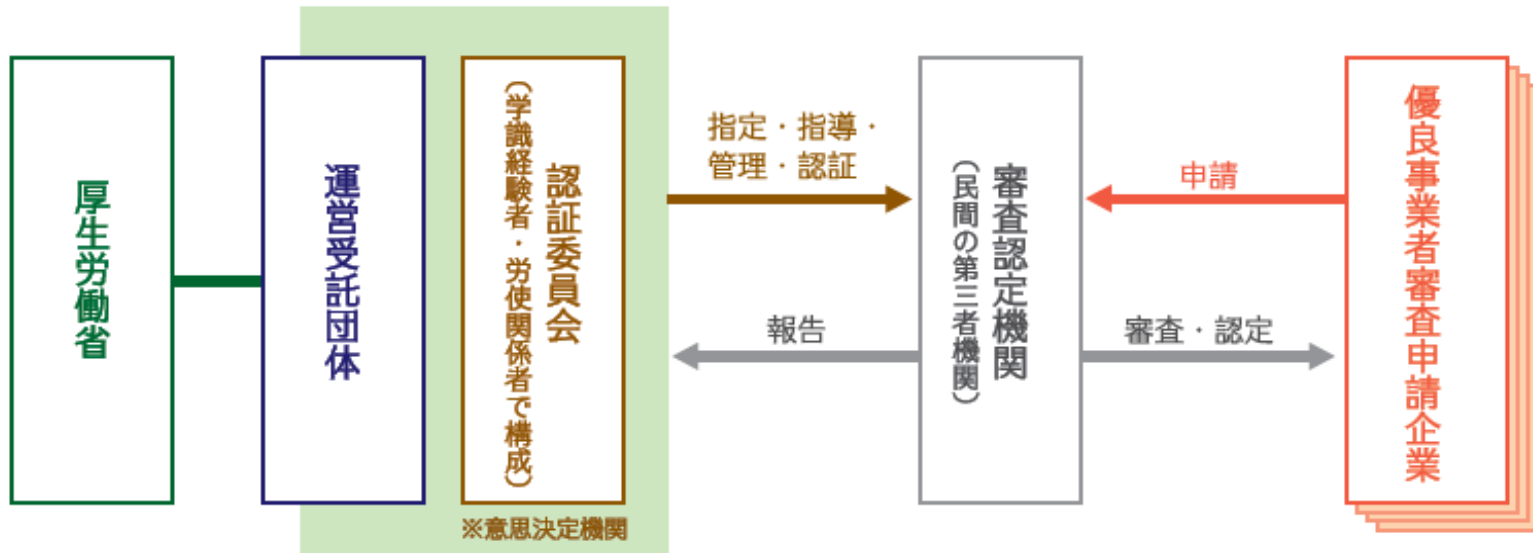 厚生労働省
運営受託団体
認証委員会
（学識経験者・労使関係者で構成）
※意思決定機関
指定・指導・
管理・認証
報告
審査認定機関
（民間の第三者機関）
申請
審査・認定
優良事業者審査申請企業